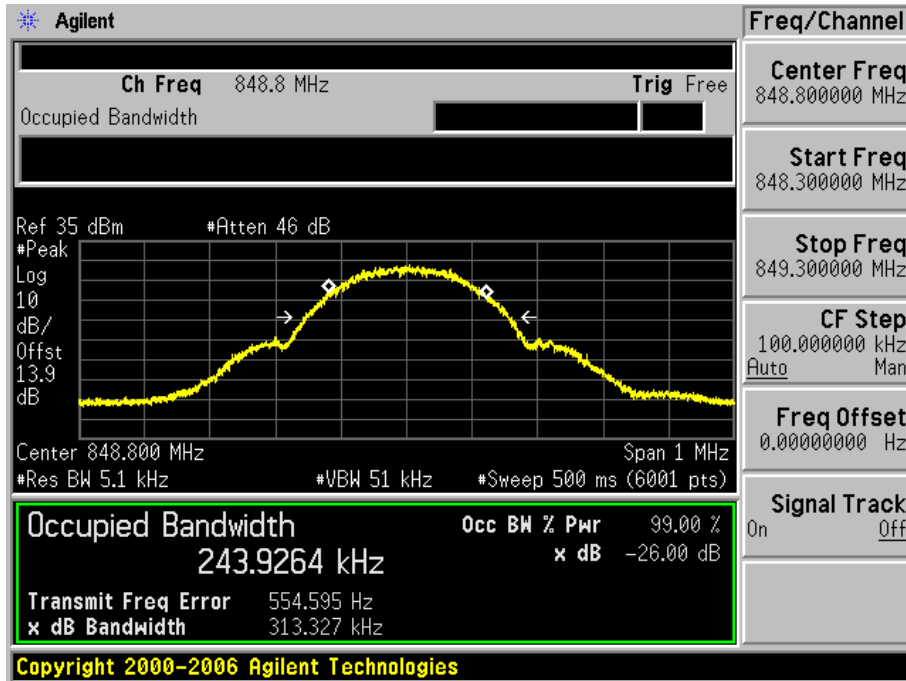 Agilent
Freq/Channel
Ch Freq 848.8 MHz Trig Free
Occupied Bandwidth
Center Freq
848.800000 MHz
Start Freq
848.300000 MHz
Stop Freq
849.300000 MHz
CF Step
100.000000 kHz
Auto Man
Freq Offset
0.00000000 Hz
Signal Track
On Off
Ref 35 dBm #Atten 46 dB
#Peak
Log
10
dB/
Offst
13.9
dB
Center 848.800 MHz Span 1 MHz
#Res BW 5.1 kHz #VBW 51 kHz #Sweep 500 ms (6001 pts)
Occupied Bandwidth Occ BW % Pwr 99.00 %
243.9264 kHz x dB -26.00 dB
Transmit Freq Error 554.595 Hz
x dB Bandwidth 313.327 kHz
Copyright 2000-2006 Agilent Technologies